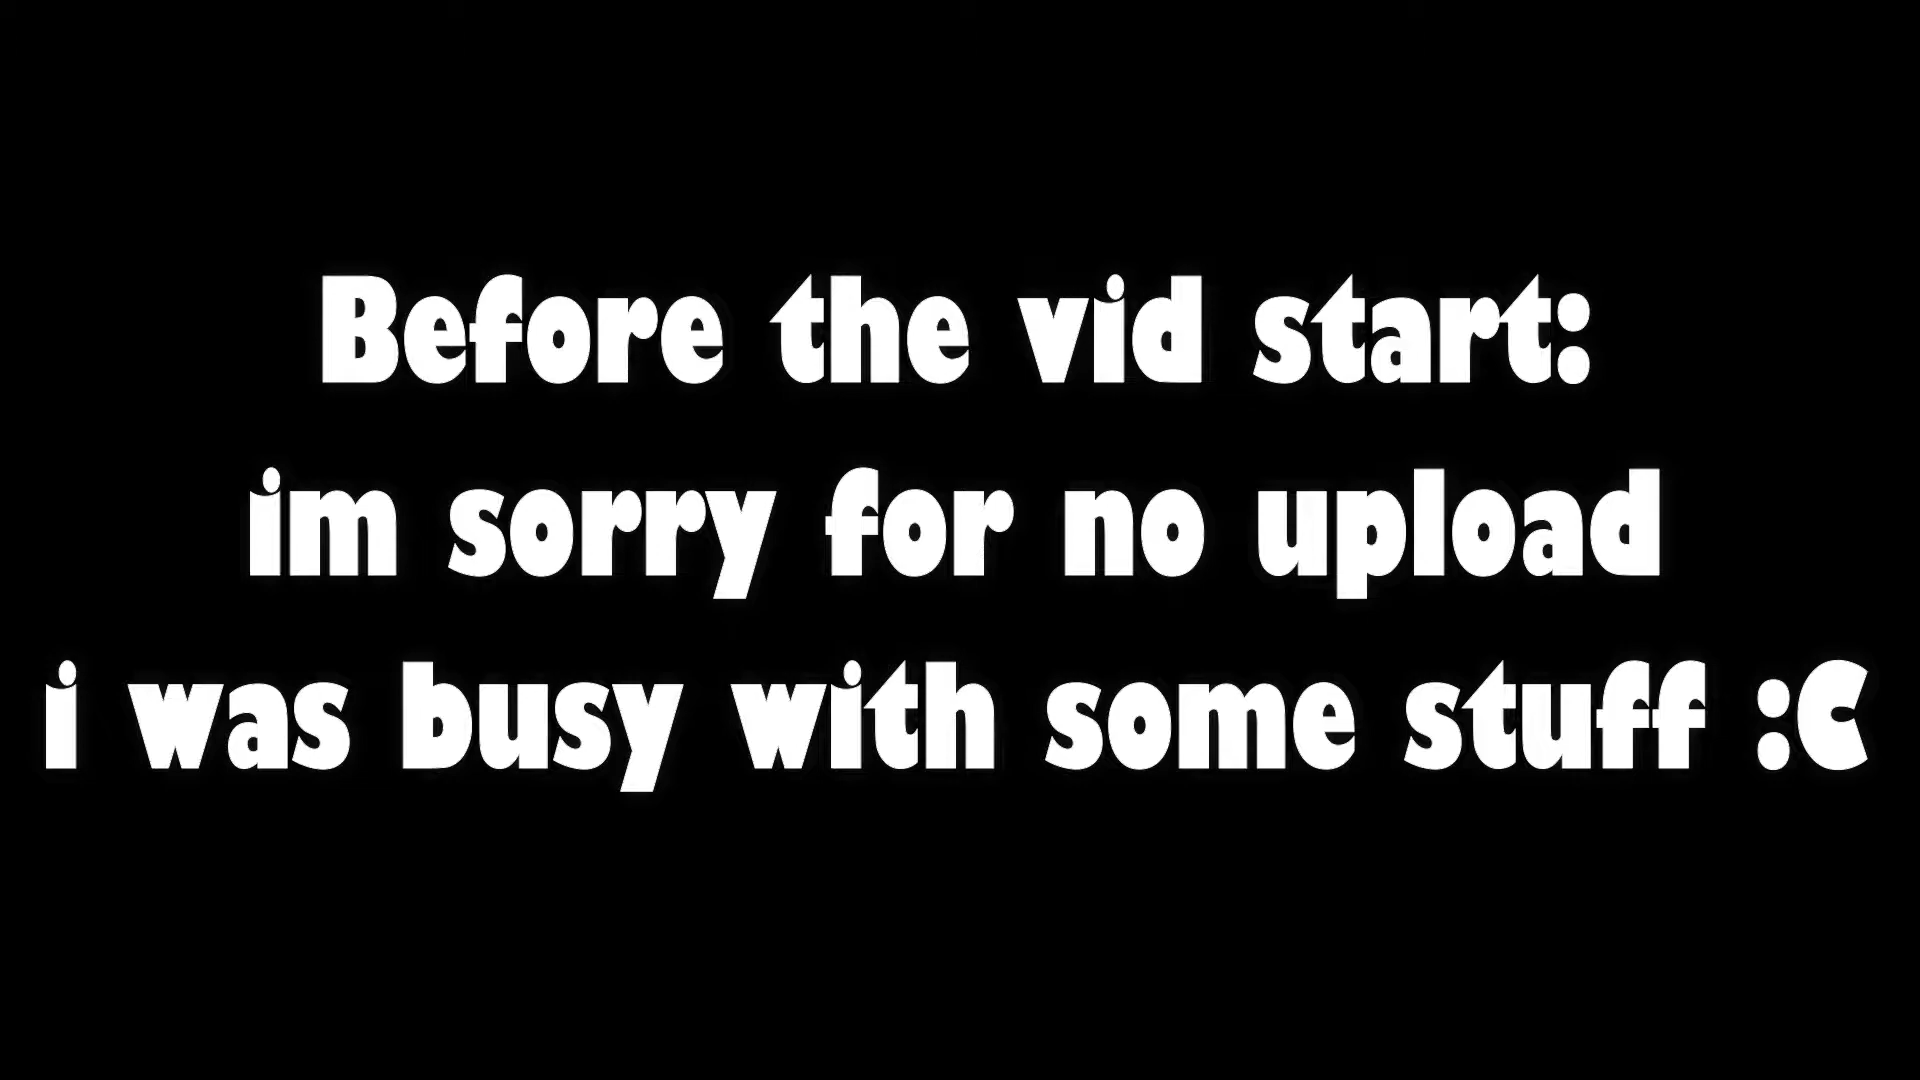 Before the vid start:
im sorry for no upload
i was busy with some stuff :C